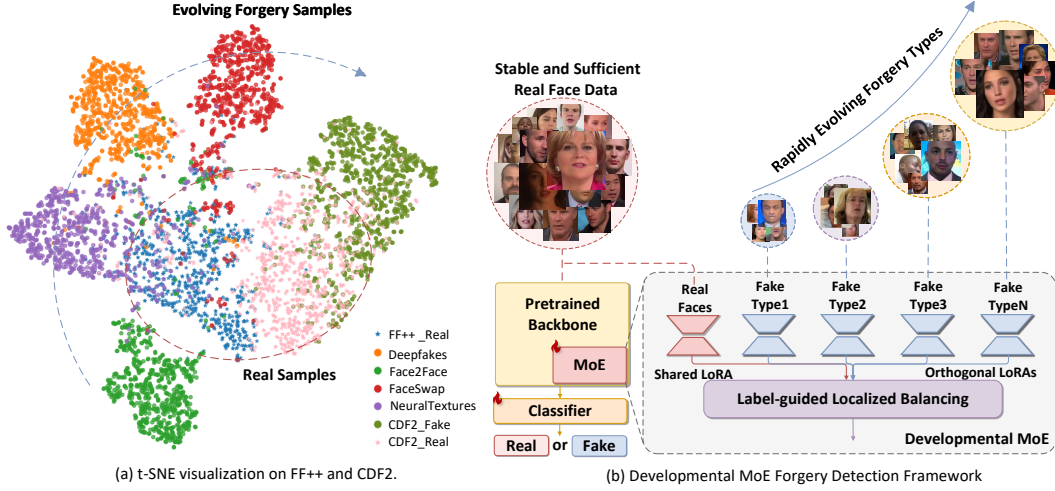 Evolving Forgery Samples
FF++ _Real
Deepfakes
Face2Face
FaceSwap
NeuralTextures
CDF2_Fake
CDF2_Real
Real Samples
(a) t-SNE visualization on FF++ and CDF2.
Stable and Sufficient
Real Face Data
Rapidly Evolving Forgery Types
Pretrained
Backbone
MoE
Classifier
Real or Fake
Real
Faces
Fake
Type1
Fake
Type2
Fake
Type3
Fake
TypeN
Shared LoRA
Orthogonal LoRAs
Label-guided Localized Balancing
Developmental MoE
(b) Developmental MoE Forgery Detection Framework